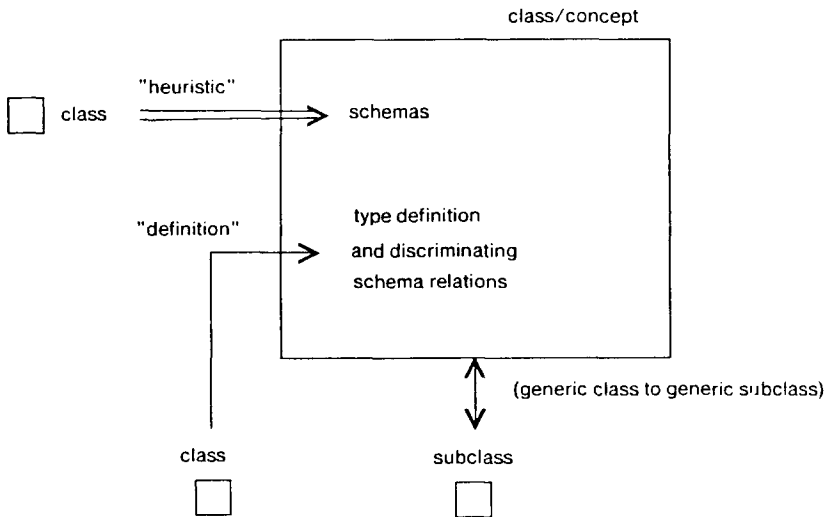 class/concept
"heuristic"
class
schemas
type definition
"definition"
and discriminating
schema relations
(generic class to generic subclass)
class
subclass